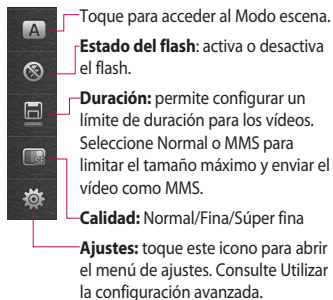 A
Toque para acceder al Modo escena.
Estado del flash: activa o desactiva
el flash.
Duración: permite configurar un
límite de duración para los vídeos.
Seleccione Normal o MMS para
limitar el tamaño máximo y enviar el
vídeo como MMS.
SF
Calidad: Normal/Fina/Súper fina
Ajustes: toque este icono para abrir
el menú de ajustes. Consulte Utilizar
la configuración avanzada.